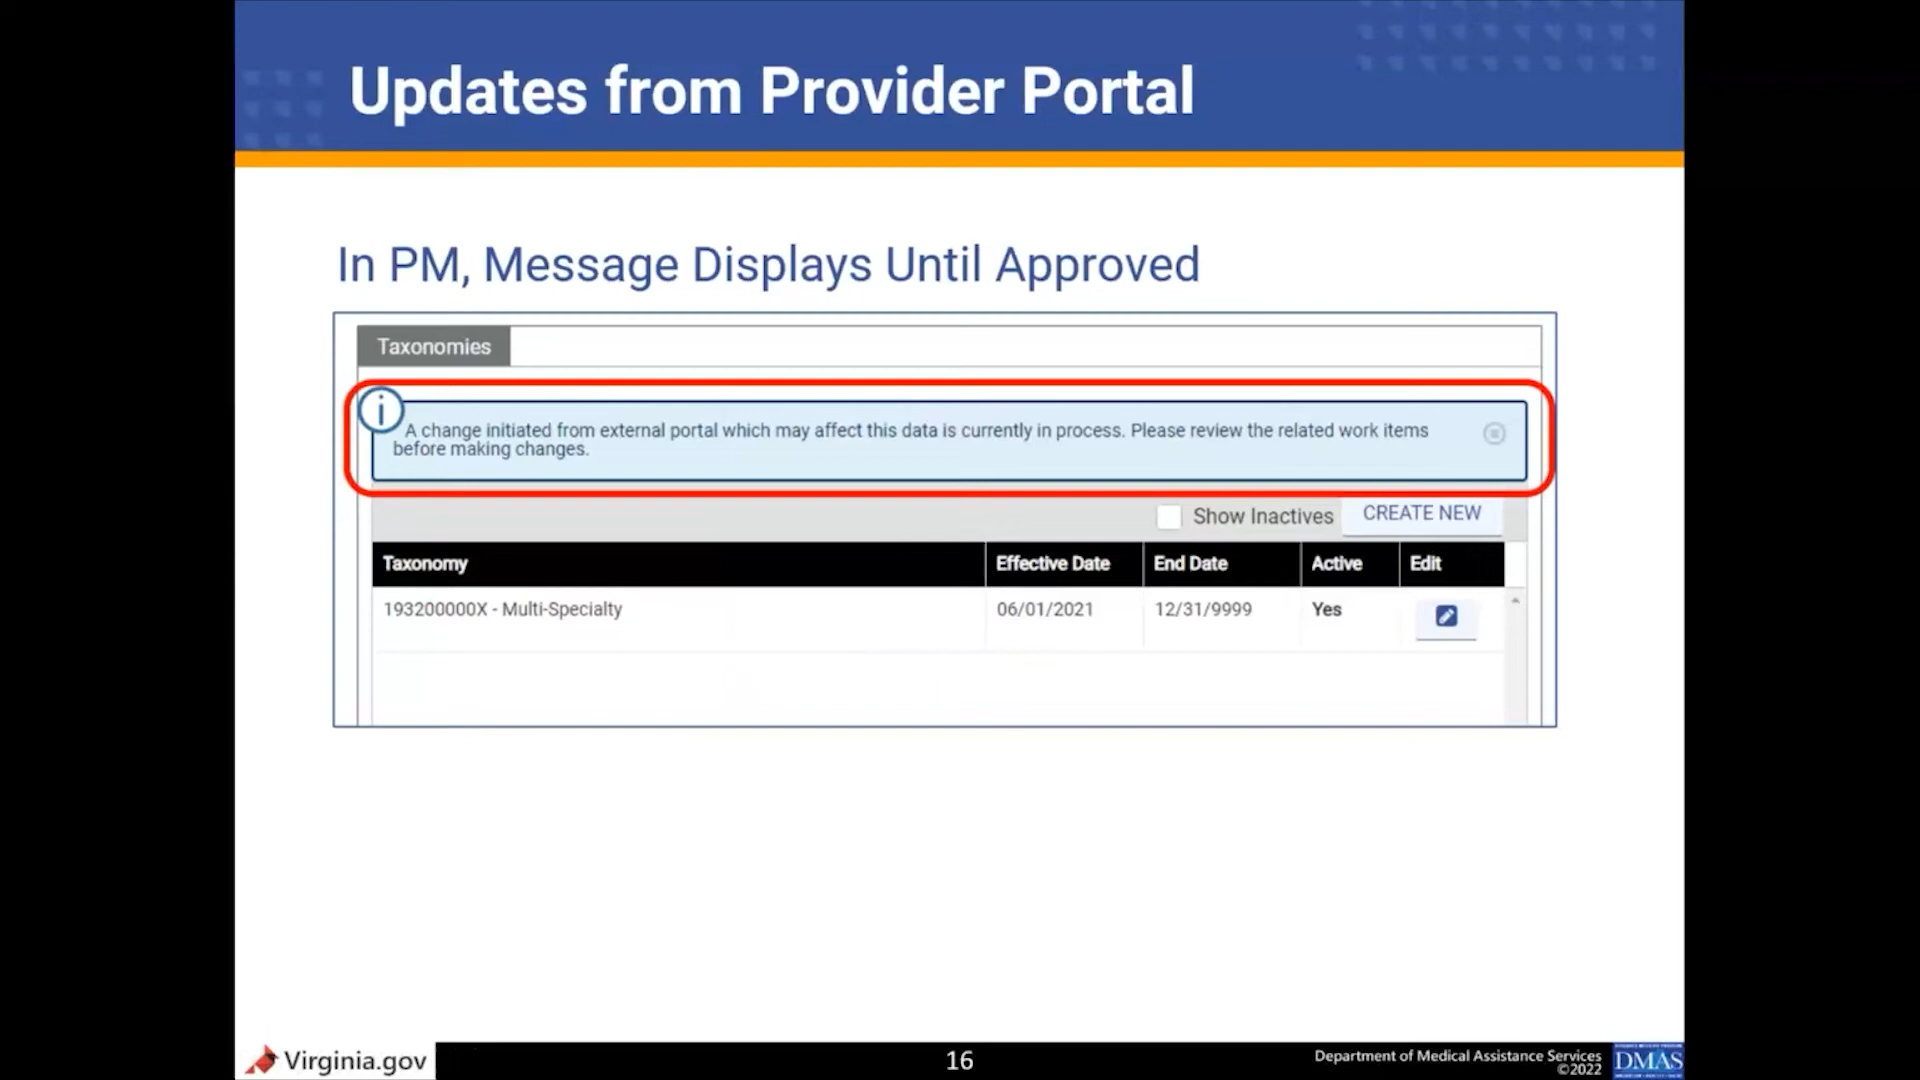 Updates from Provider Portal
In PM, Message Displays Until Approved
Taxonomies
A change initiated from external portal which may affect this data is currently in process. Please review the related work items
before making changes.
Show Inactives CREATE NEW
Taxonomy Effective Date End Date Active Edit
193200000X - Multi-Specialty 06/01/2021 12/31/9999 Yes
Virginia.gov
16
Department of Medical Assistance Services
©2022
DMAS